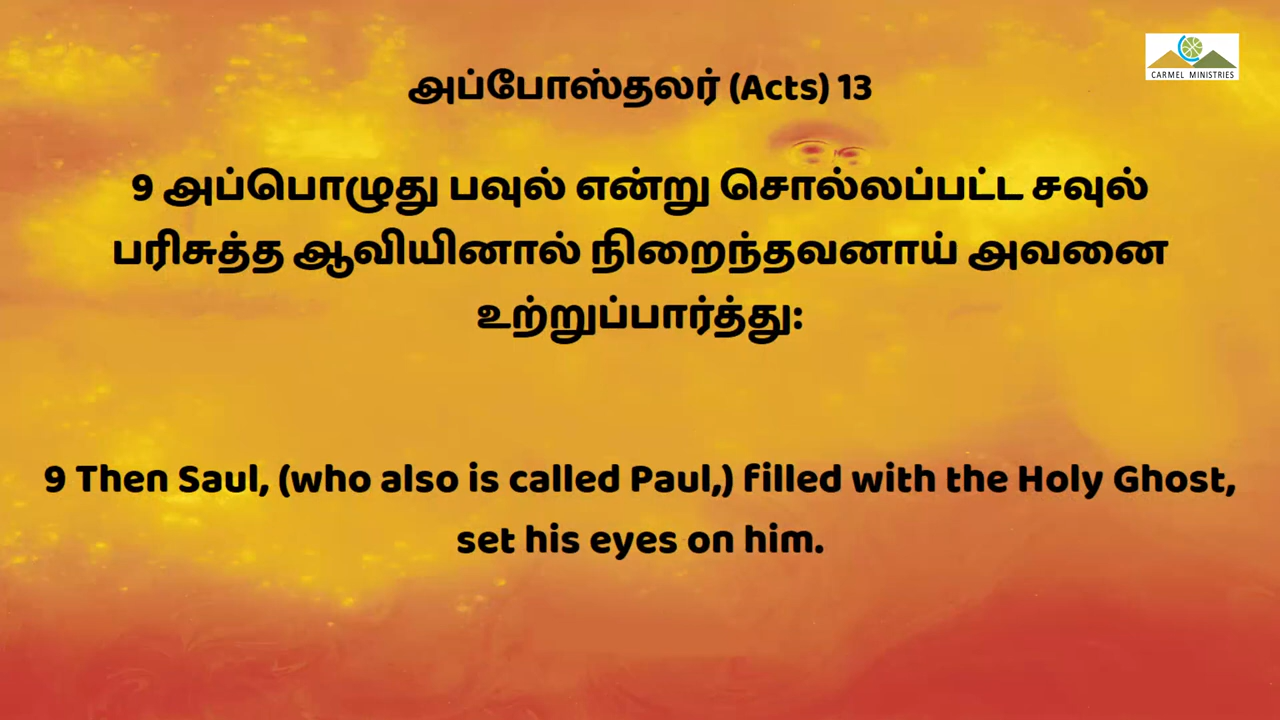 CARMEL MINISTRIES
அப்போஸ்தலர் (Acts) 13
9 அப்பொழுது பவுல் என்று சொல்லப்பட்ட சவுல்
பரிசுத்த ஆவியினால் நிறைந்தவனாய் அவனை
உற்றுப்பார்த்து:
9 Then Saul, (who also is called Paul,) filled with the Holy Ghost,
set his eyes on him.